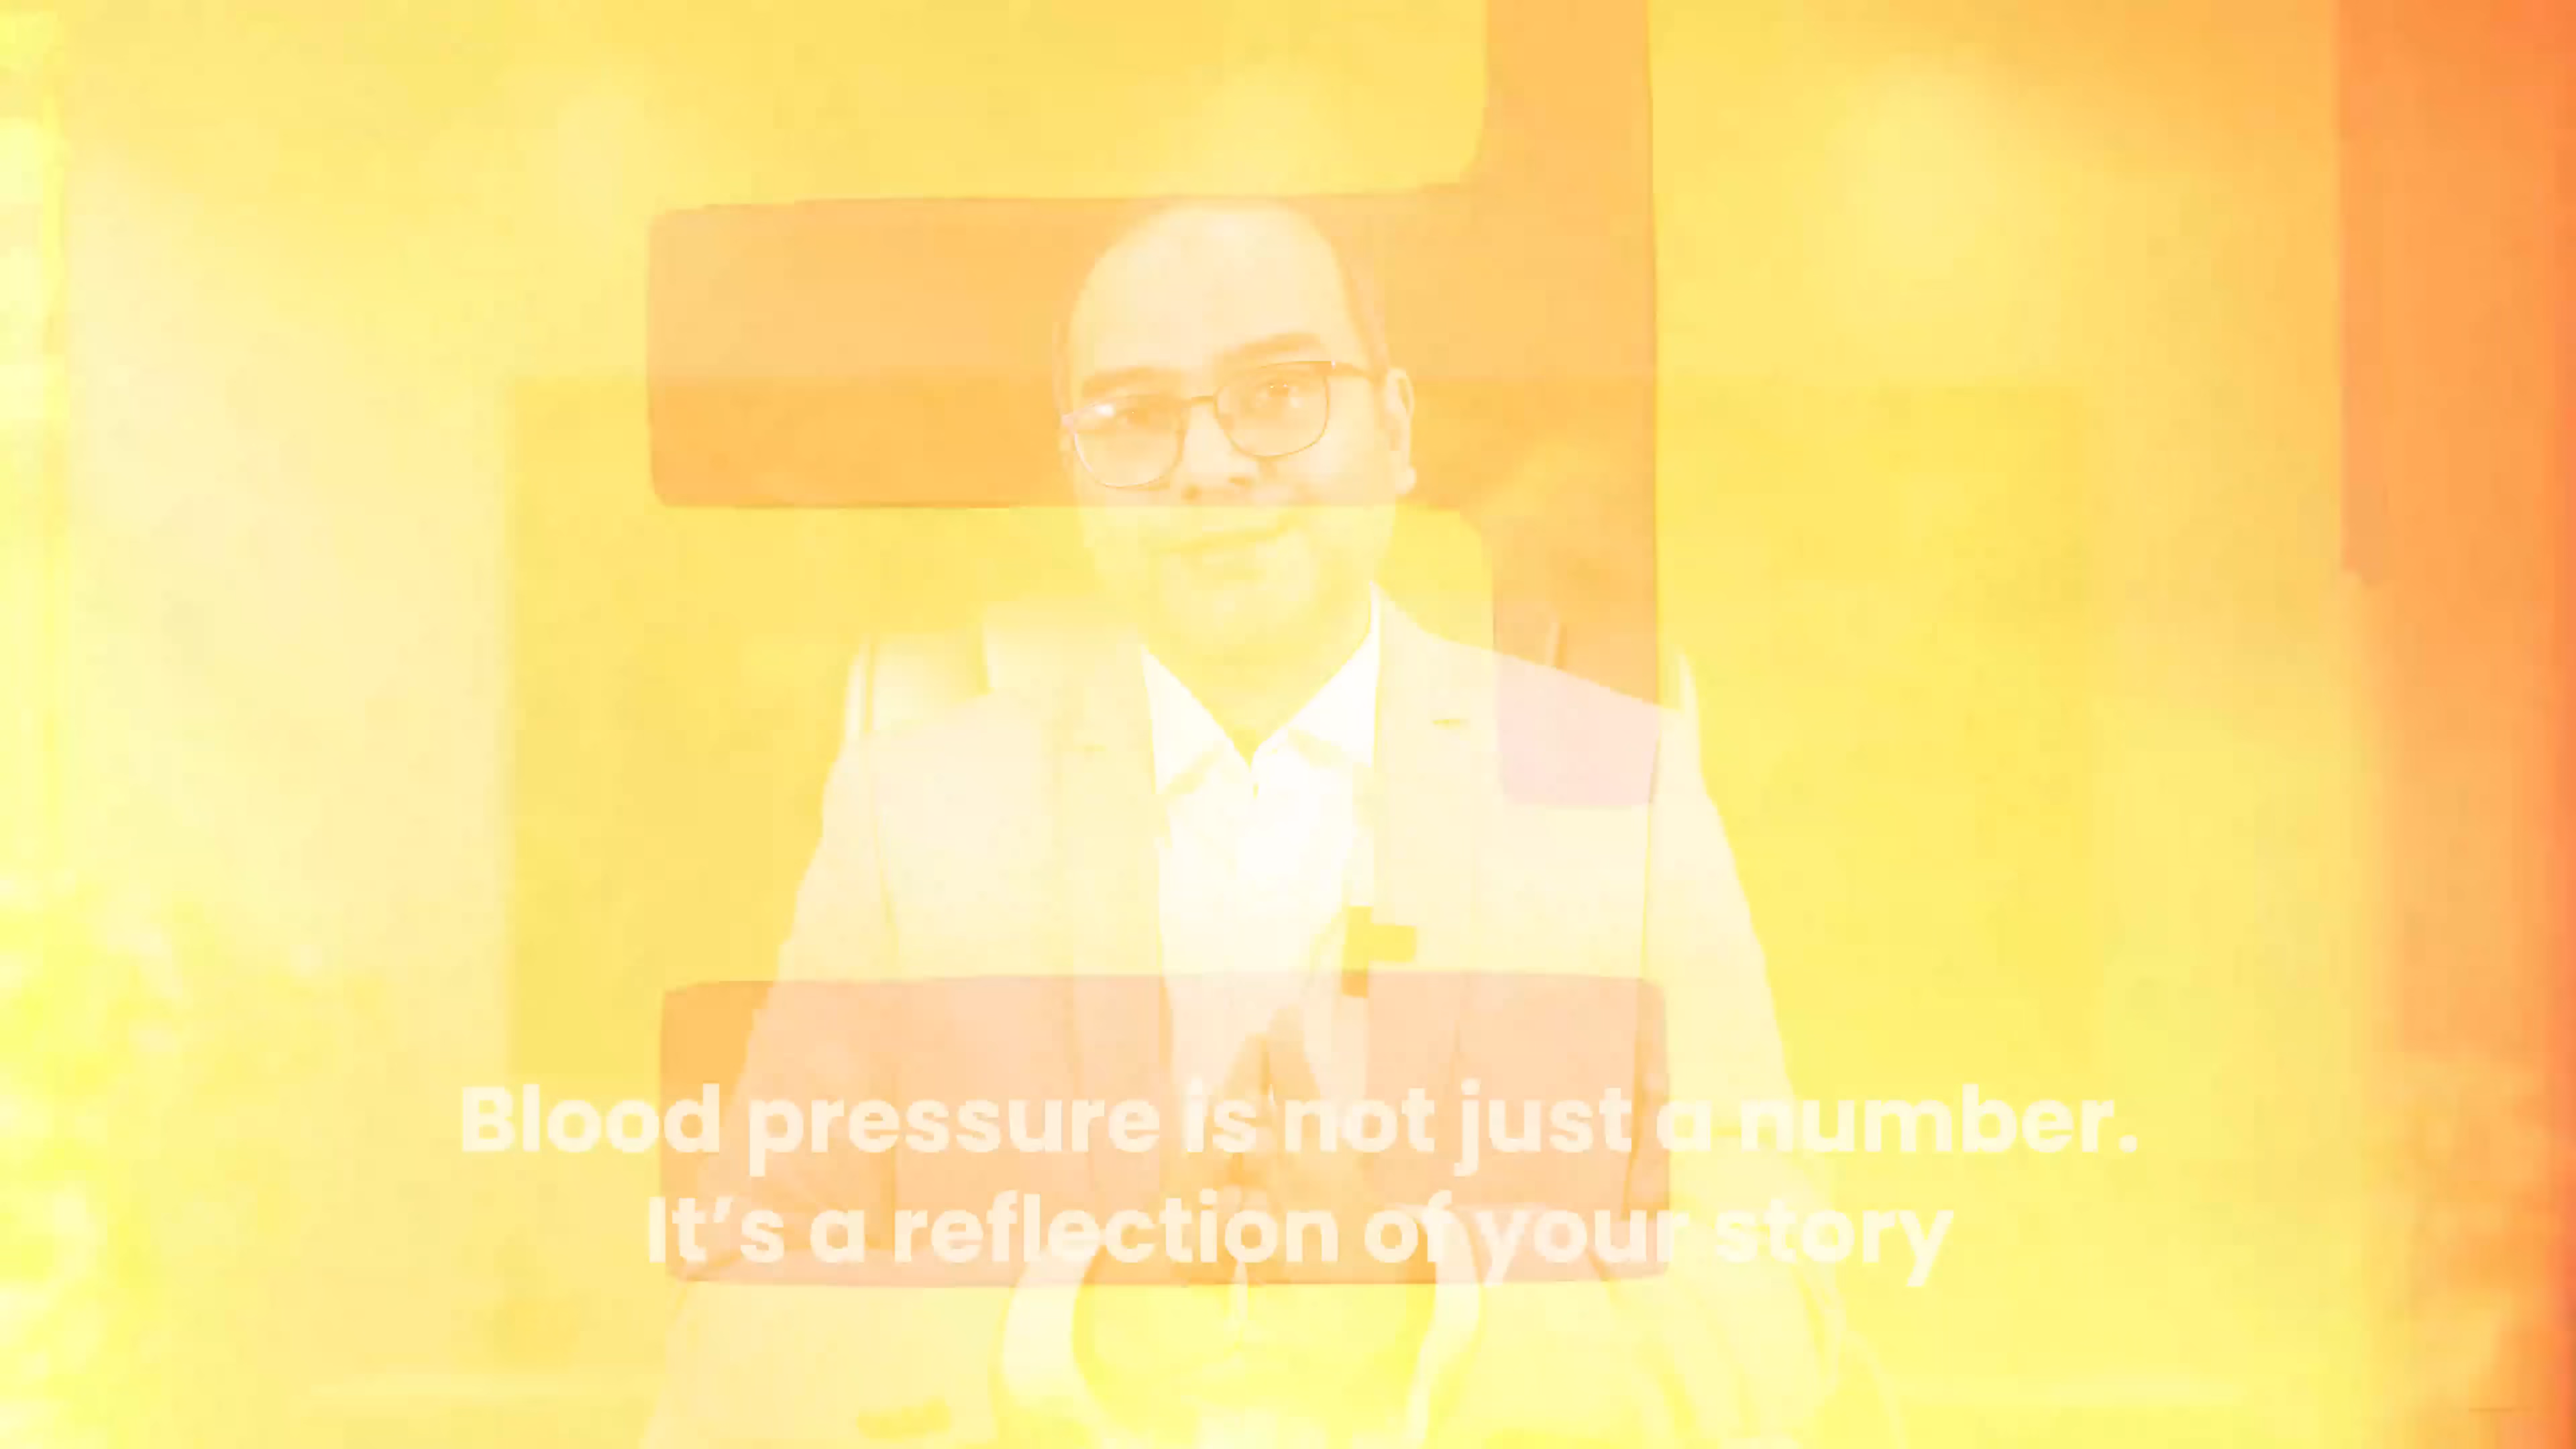 Blood pressure is not just a number.
It’s a reflection of your story